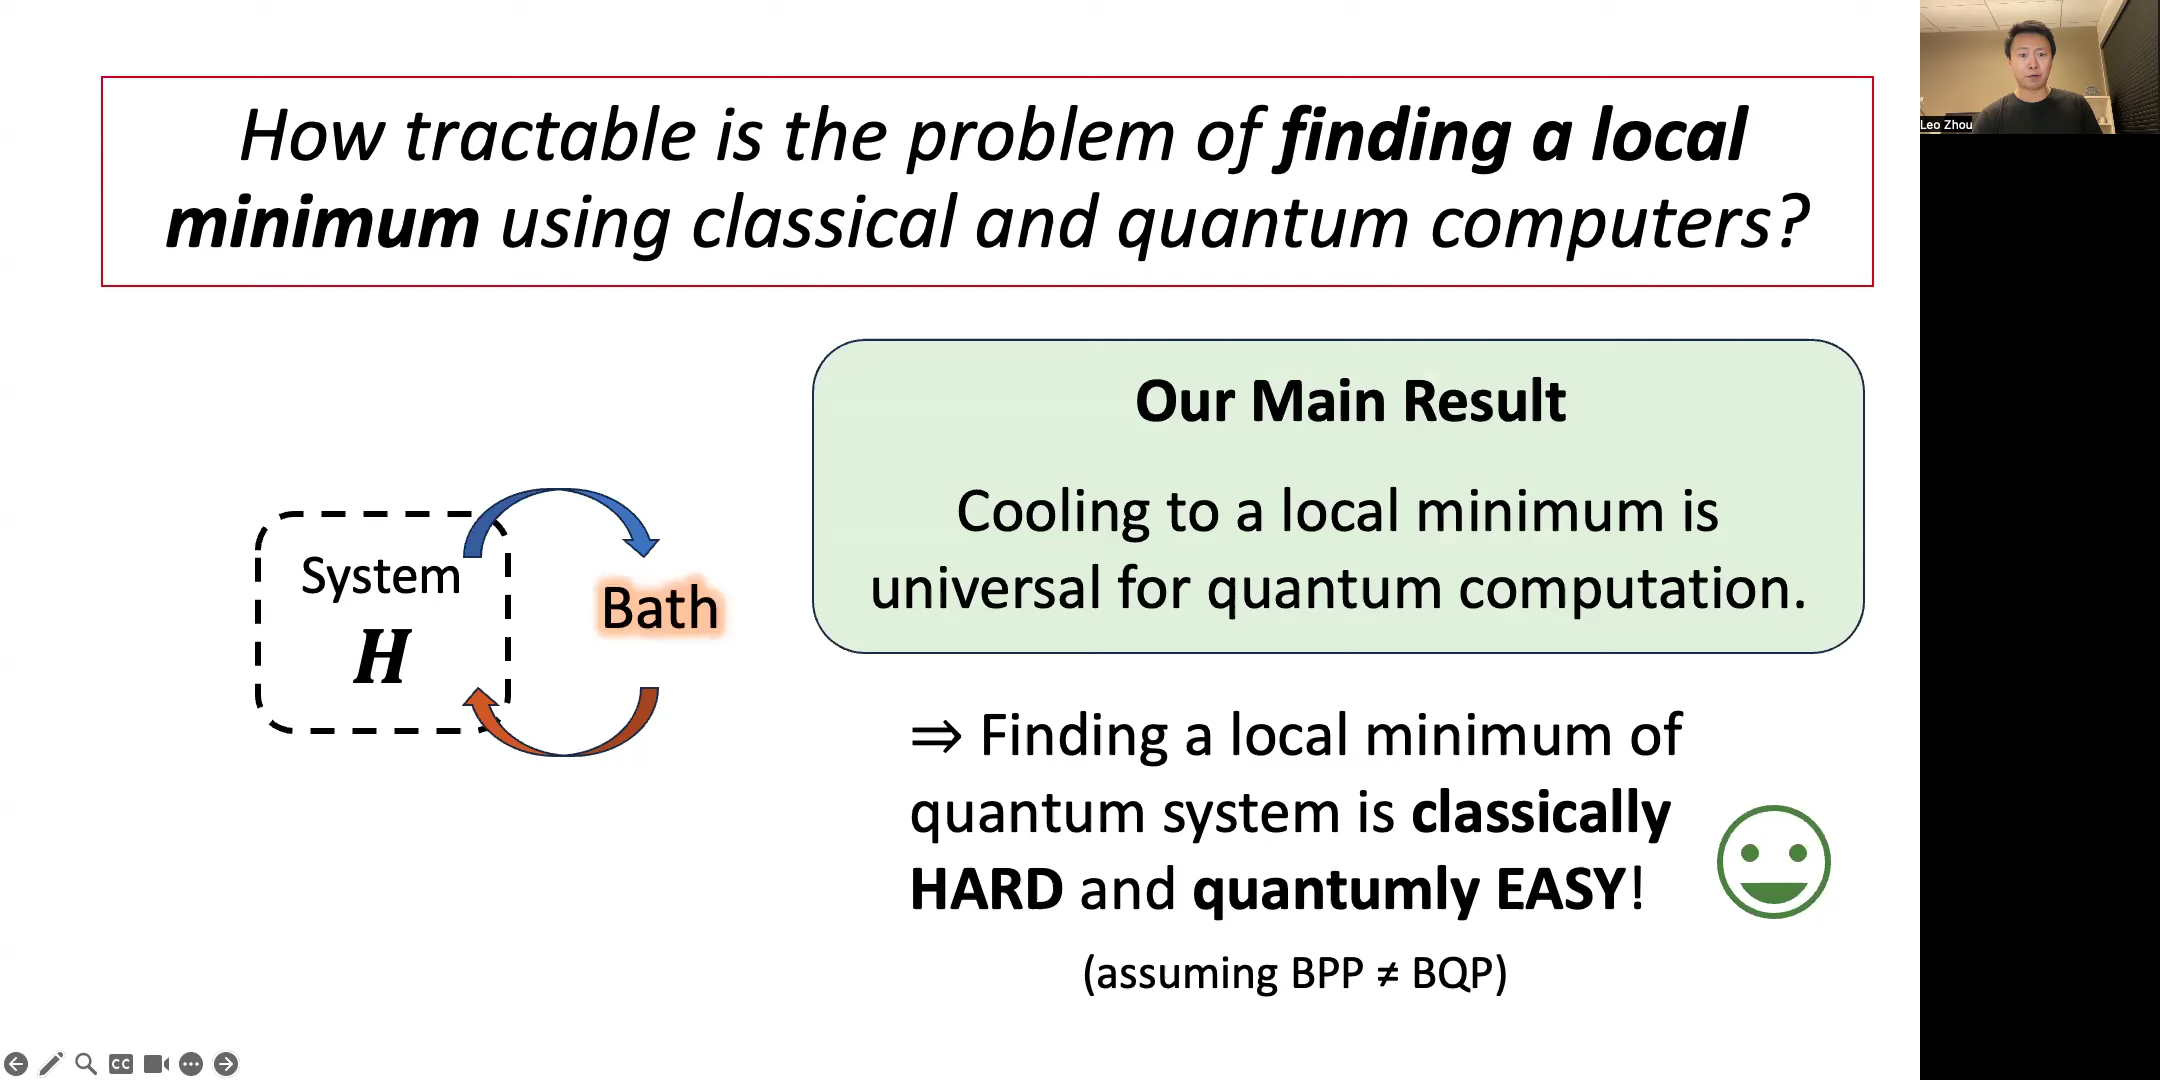 How tractable is the problem of finding a local
minimum using classical and quantum computers?
Leo Zhou
System
H
Bath
Our Main Result
Cooling to a local minimum is
universal for quantum computation.
⇒ Finding a local minimum of
quantum system is classically
HARD and quantumly EASY!
(assuming BPP ≠ BQP)
CC